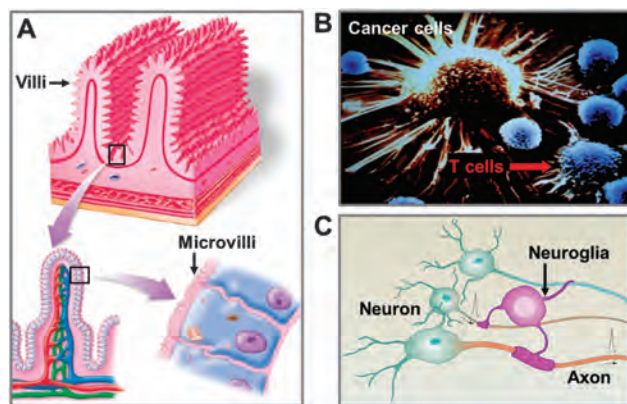 A
Villi
Microvilli
B
Cancer cells
T cells
C
Neuroglia
Neuron
Axon